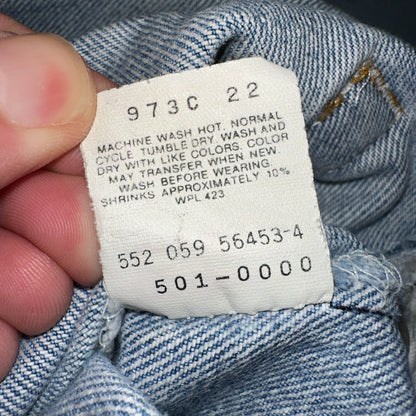 973C 22
MACHINE WASH HOT. NORMAL
CYCLE TUMBLE DRY WASH AND
DRY WITH LIKE COLORS. COLOR
MAY TRANSFER WHEN NEW.
WASH BEFORE WEARING.
SHRINKS APPROXIMATELY 10%
WPL 423
552 059 56453-4
501-0000